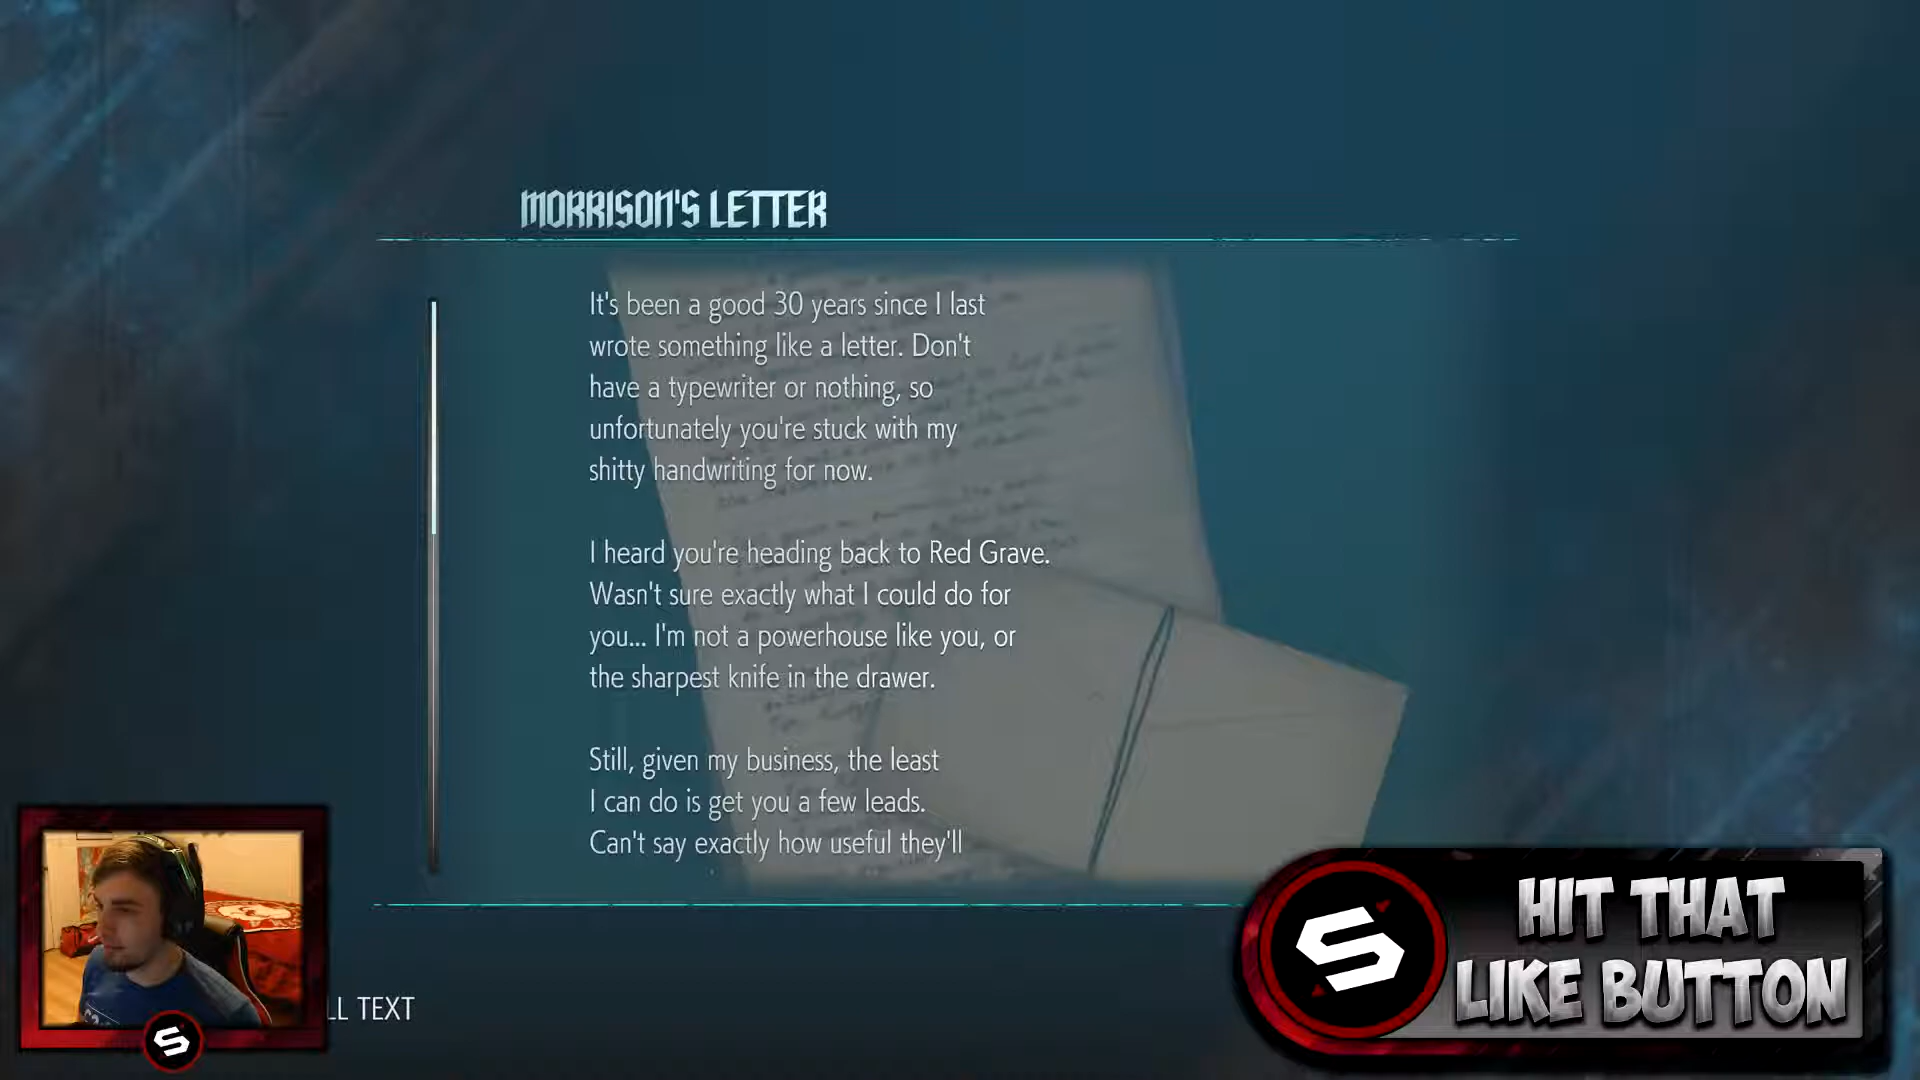 MORRISON'S LETTER
It's been a good 30 years since I last
wrote something like a letter. Don't
have a typewriter or nothing, so
unfortunately you're stuck with my
shitty handwriting for now.
I heard you're heading back to Red Grave.
Wasn't sure exactly what I could do for
you... I'm not a powerhouse like you, or
the sharpest knife in the drawer.
Still, given my business, the least
I can do is get you a few leads.
Can't say exactly how useful they'll
LL TEXT
HIT THAT
LIKE BUTTON